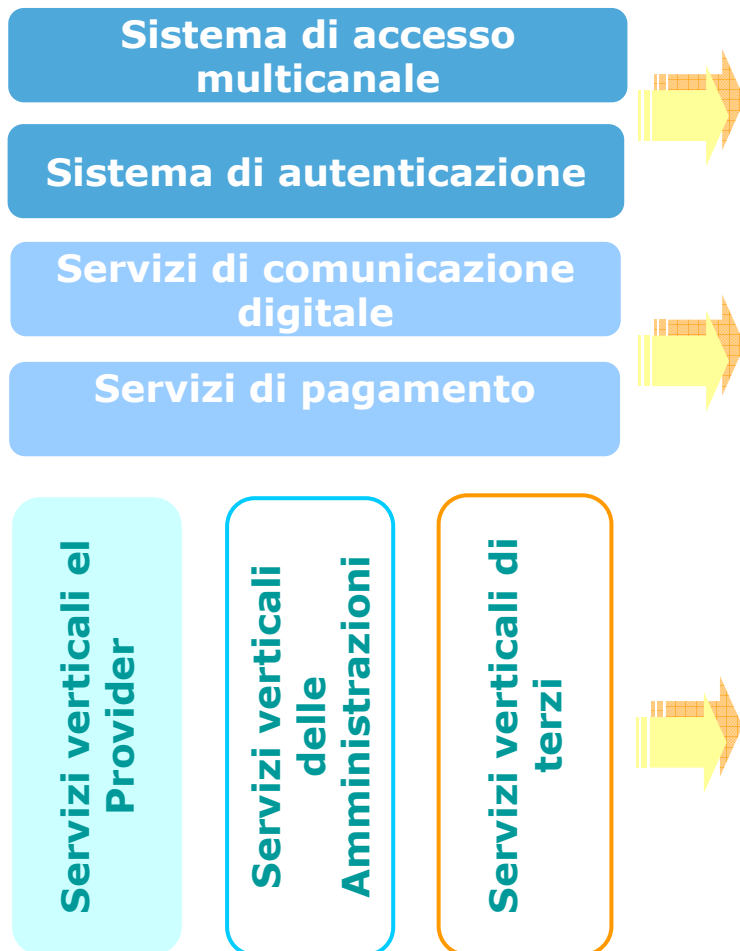 Sistema di accesso
multicanale
Sistema di autenticazione
Servizi di comunicazione
digitale
Servizi di pagamento
Servizi verticali el
Provider
Servizi verticali
delle
Amministrazioni
Servizi verticali di
terzi